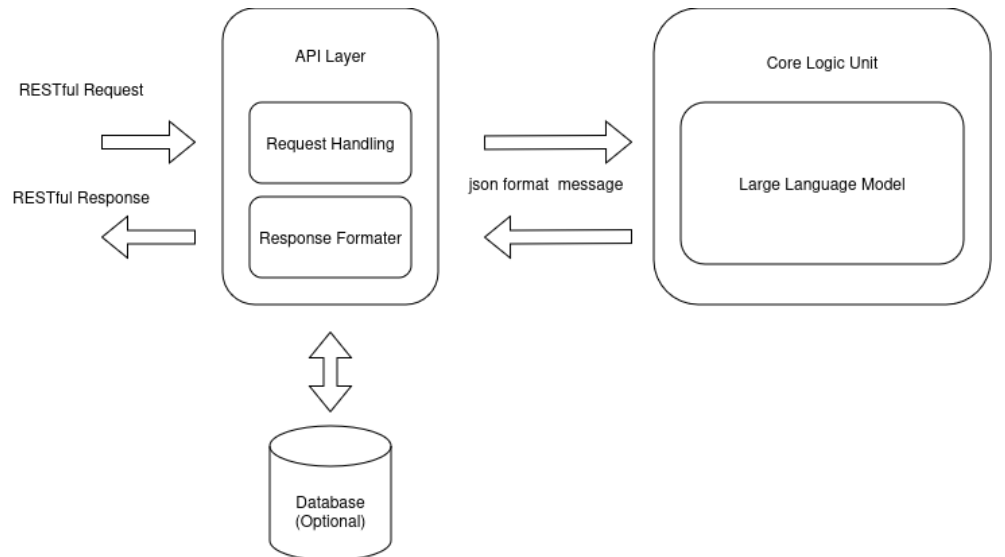 API Layer
Core Logic Unit
RESTful Request
Request Handling
json format  message
Large Language Model
RESTful Response
Response Formater
Database
(Optional)